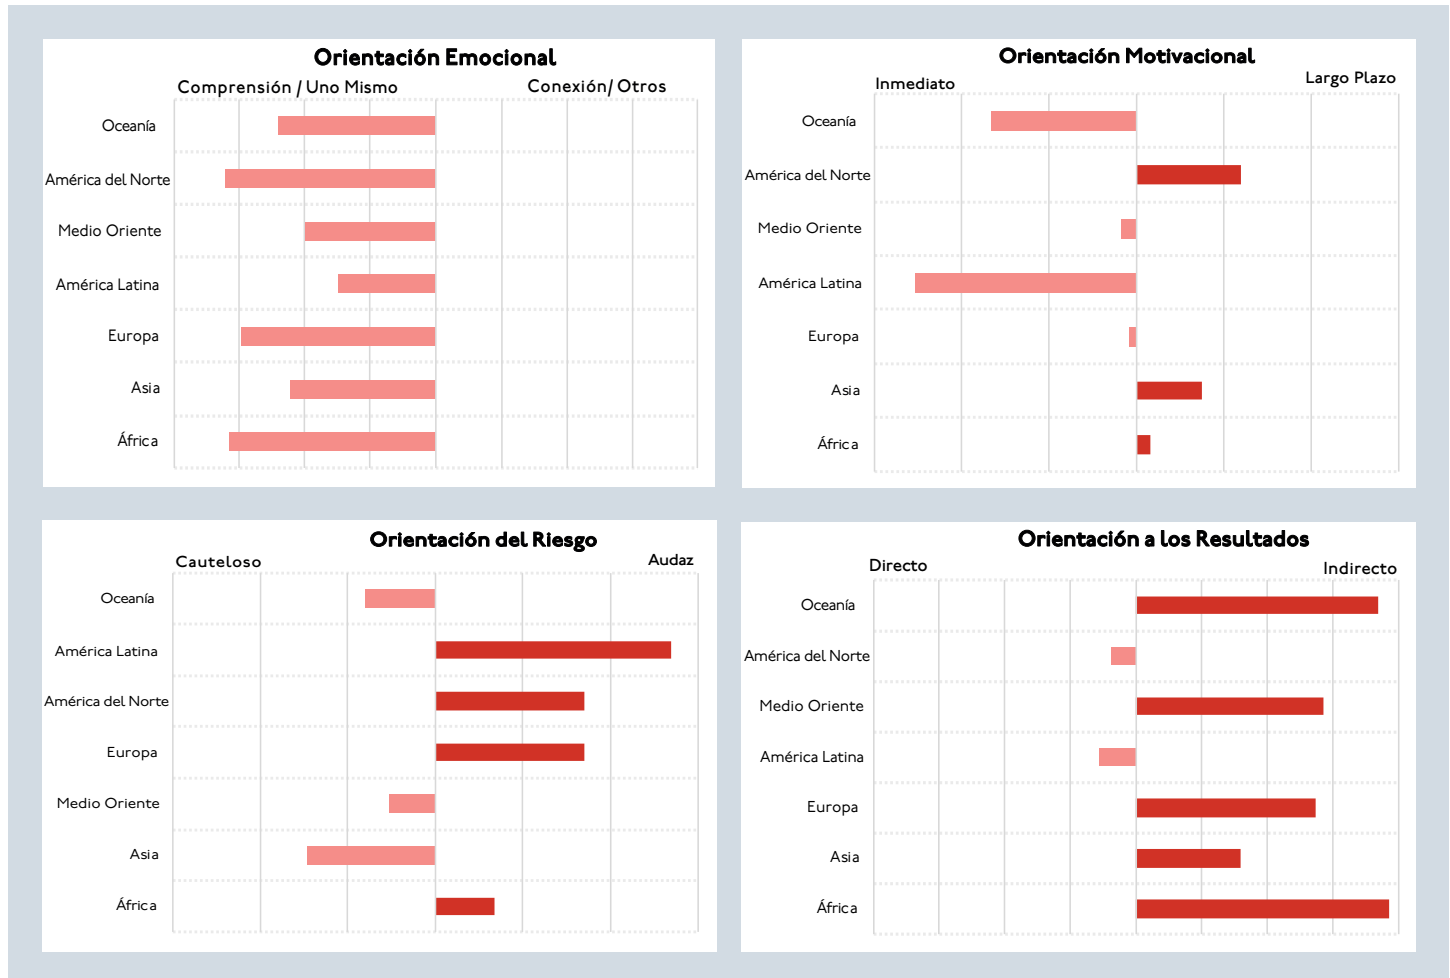 Orientación Emocional
Comprensión / Uno Mismo
Conexión/ Otros
Oceanía
América del Norte
Medio Oriente
América Latina
Europa
Asia
África
Orientación Motivacional
Inmediato
Largo Plazo
Oceanía
América del Norte
Medio Oriente
América Latina
Europa
Asia
África
Orientación del Riesgo
Cauteloso
Audaz
Oceanía
América Latina
América del Norte
Europa
Medio Oriente
Asia
África
Orientación a los Resultados
Directo
Indirecto
Oceanía
América del Norte
Medio Oriente
América Latina
Europa
Asia
África